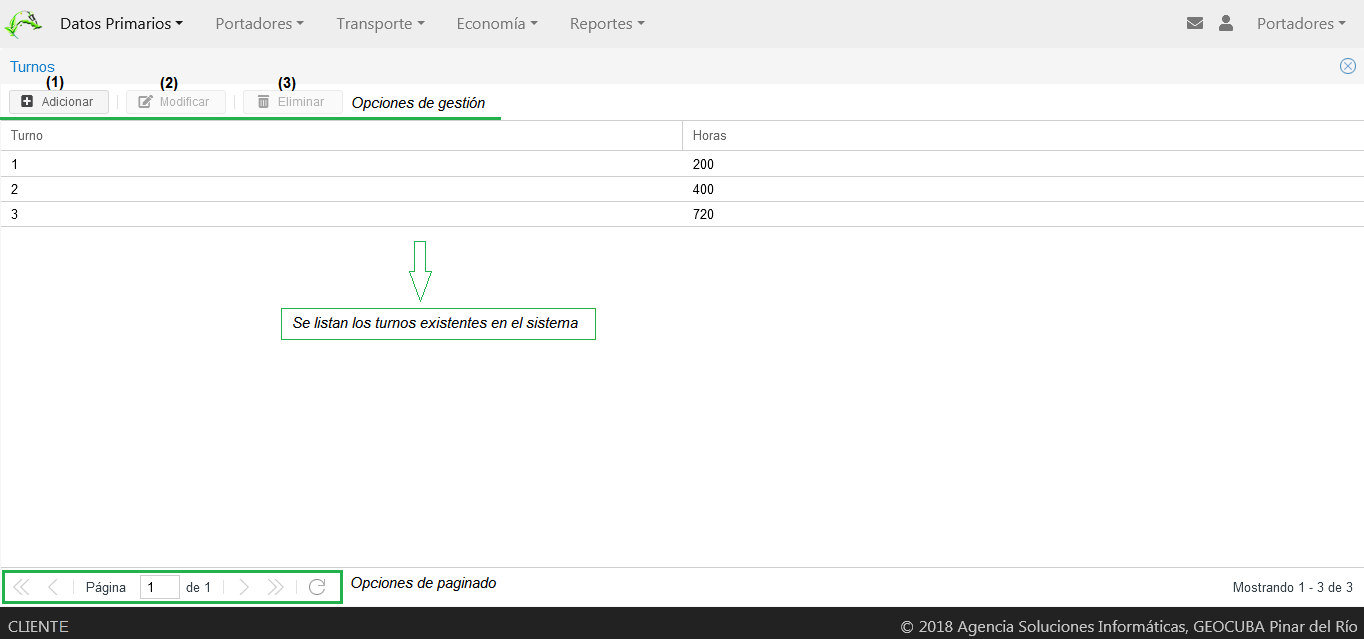 Datos Primarios Portadores Transporte Economía Reportes Portadores
Turnos
(1) (2) (3)
Adicionar Modificar Eliminar Opciones de gestión
Turno Horas
1 200
2 400
3 720
Se listan los turnos existentes en el sistema
Página 1 de 1 Opciones de paginado Mostrando 1 - 3 de 3
CLIENTE © 2018 Agencia Soluciones Informáticas, GEOCUBA Pinar del Río